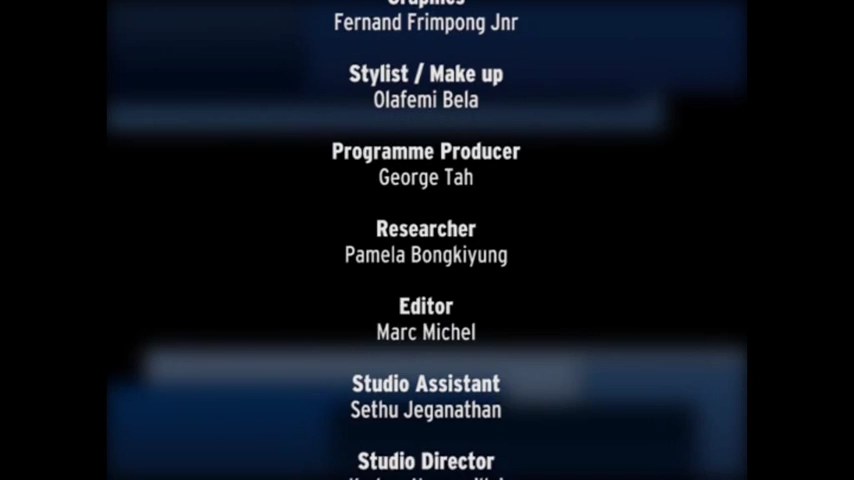 Graphics
Fernand Frimpong Jnr
Stylist / Make up
Olafemi Bela
Programme Producer
George Tah
Researcher
Pamela Bongkiyung
Editor
Marc Michel
Studio Assistant
Sethu Jeganathan
Studio Director